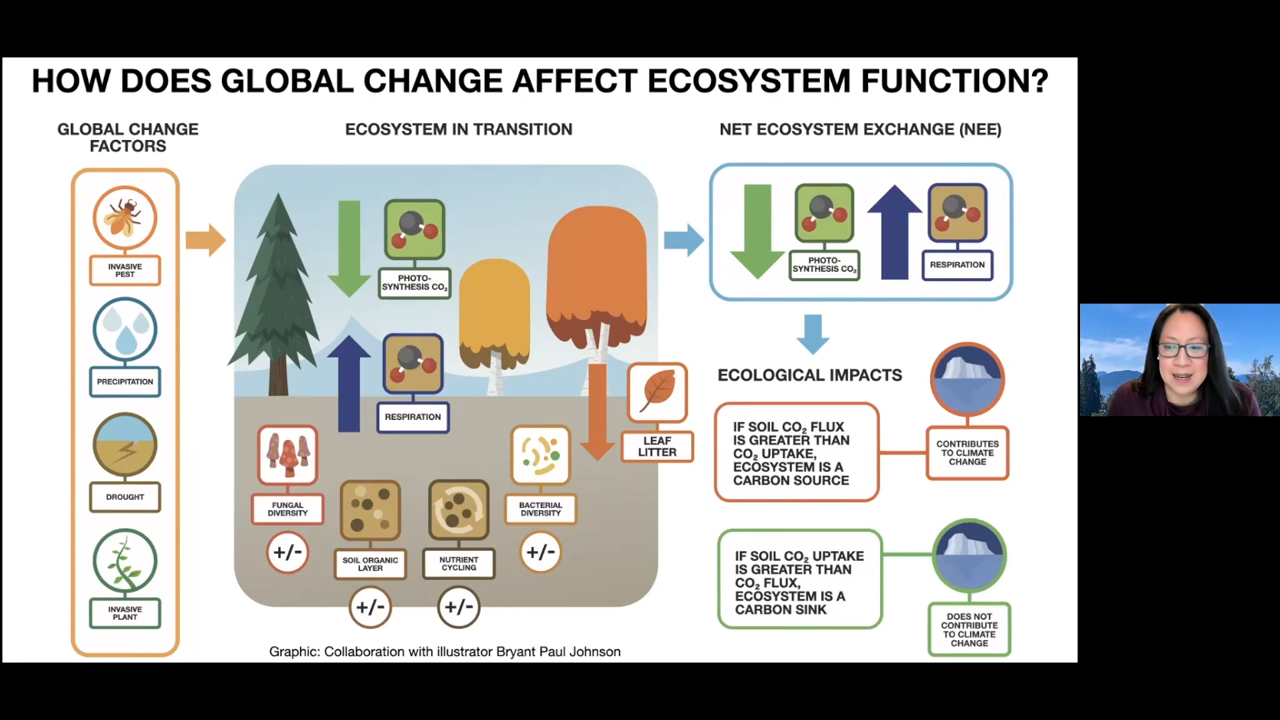 HOW DOES GLOBAL CHANGE AFFECT ECOSYSTEM FUNCTION?
GLOBAL CHANGE
FACTORS
INVASIVE
PEST
PRECIPITATION
DROUGHT
INVASIVE
PLANT
ECOSYSTEM IN TRANSITION
PHOTO-
SYNTHESIS CO₂
RESPIRATION
LEAF
LITTER
FUNGAL
DIVERSITY
+/-
SOIL ORGANIC
LAYER
+/-
NUTRIENT
CYCLING
+/-
BACTERIAL
DIVERSITY
+/-
NET ECOSYSTEM EXCHANGE (NEE)
PHOTO-
SYNTHESIS CO₂
RESPIRATION
ECOLOGICAL IMPACTS
IF SOIL CO₂ FLUX
IS GREATER THAN
CO₂ UPTAKE,
ECOSYSTEM IS A
CARBON SOURCE
CONTRIBUTES
TO CLIMATE
CHANGE
IF SOIL CO₂ UPTAKE
IS GREATER THAN
CO₂ FLUX,
ECOSYSTEM IS A
CARBON SINK
DOES NOT
CONTRIBUTE
TO CLIMATE
CHANGE
Graphic: Collaboration with illustrator Bryant Paul Johnson